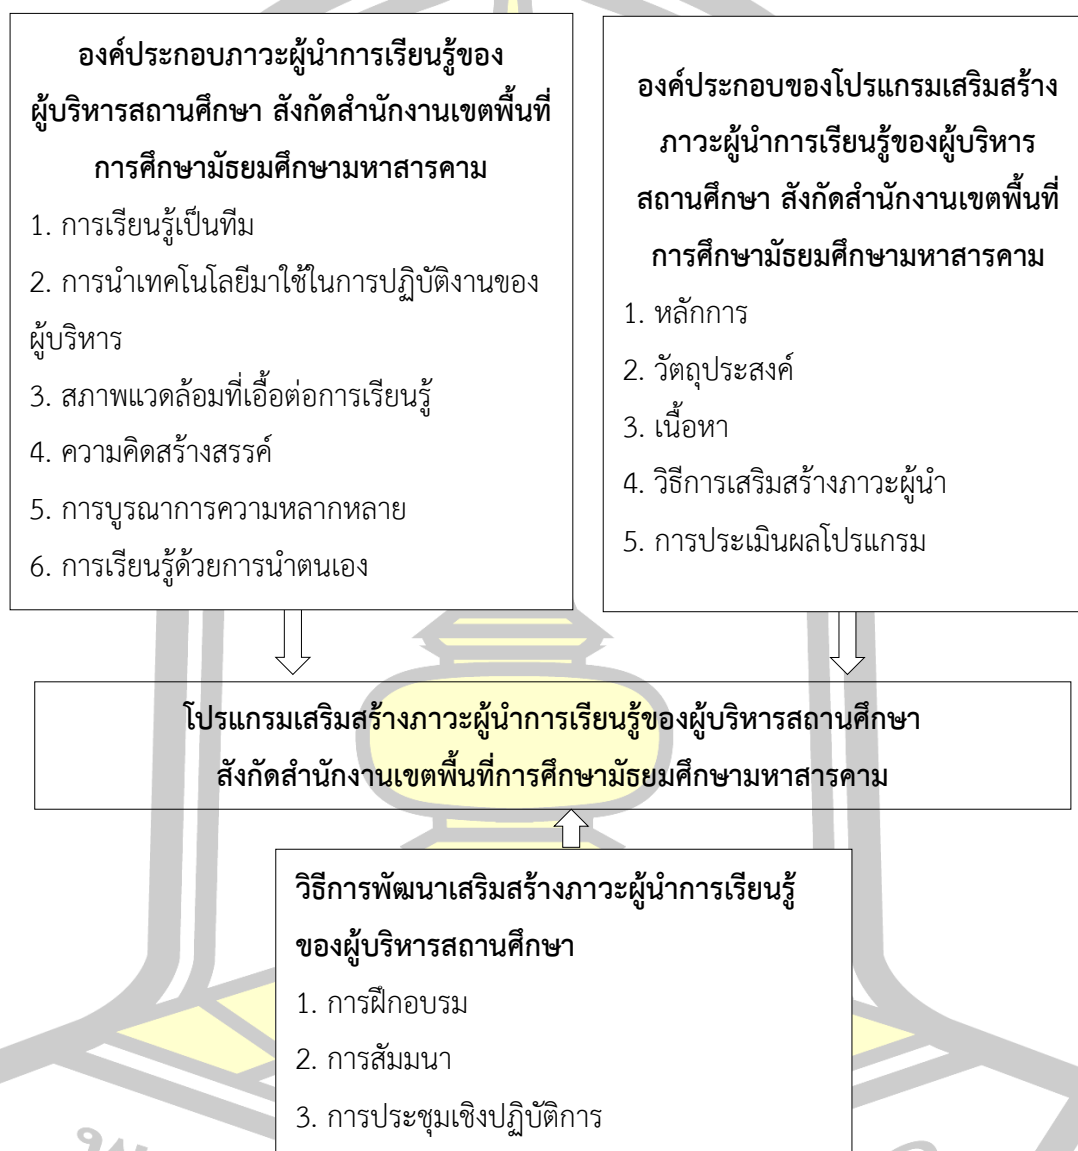 องค์ประกอบภาวะผู้นำการเรียนรู้ของ
ผู้บริหารสถานศึกษา สังกัดสำนักงานเขตพื้นที่
การศึกษามัธยมศึกษามหาสารคาม
1. การเรียนรู้เป็นทีม
2. การนำเทคโนโลยีมาใช้ในการปฏิบัติงานของ
ผู้บริหาร
3. สภาพแวดล้อมที่เอื้อต่อการเรียนรู้
4. ความคิดสร้างสรรค์
5. การบูรณาการความหลากหลาย
6. การเรียนรู้ด้วยการนำตนเอง
องค์ประกอบของโปรแกรมเสริมสร้าง
ภาวะผู้นำการเรียนรู้ของผู้บริหาร
สถานศึกษา สังกัดสำนักงานเขตพื้นที่
การศึกษามัธยมศึกษามหาสารคาม
1. หลักการ
2. วัตถุประสงค์
3. เนื้อหา
4. วิธีการเสริมสร้างภาวะผู้นำ
5. การประเมินผลโปรแกรม
โปรแกรมเสริมสร้างภาวะผู้นำการเรียนรู้ของผู้บริหารสถานศึกษา
สังกัดสำนักงานเขตพื้นที่การศึกษามัธยมศึกษามหาสารคาม
วิธีการพัฒนาเสริมสร้างภาวะผู้นำการเรียนรู้
ของผู้บริหารสถานศึกษา
1. การฝึกอบรม
2. การสัมมนา
3. การประชุมเชิงปฏิบัติการ